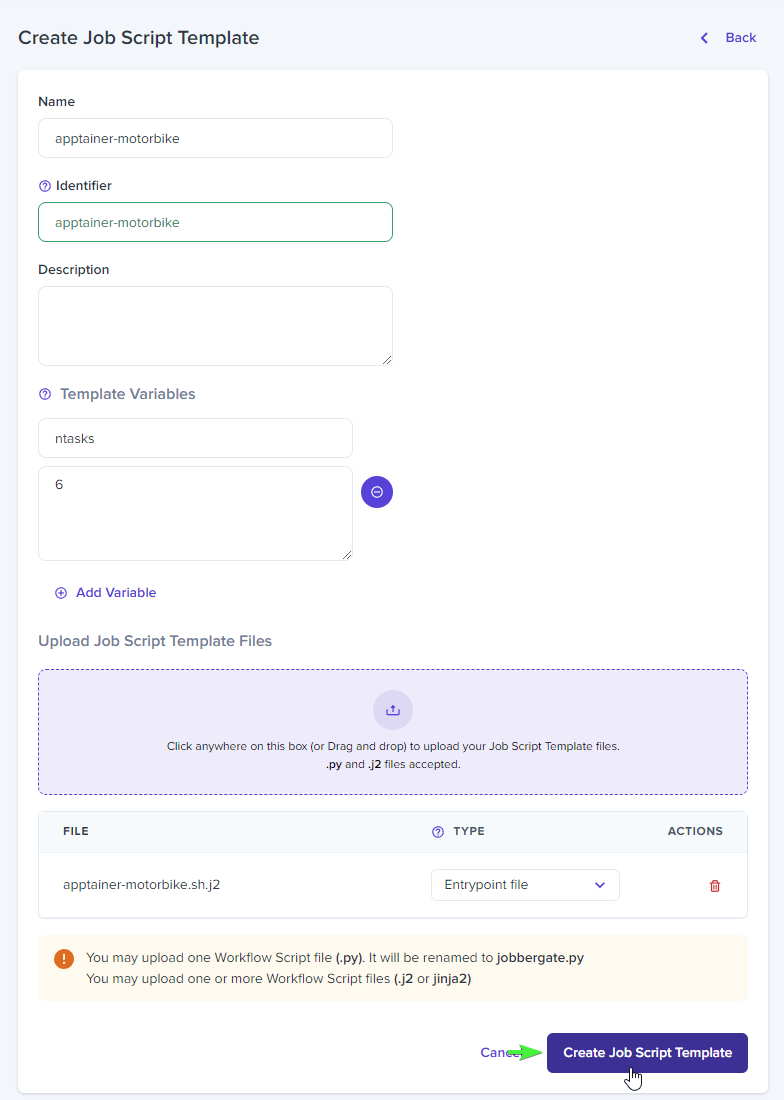 Create Job Script Template
Back
Name
apptainer-motorbike
Identifier
apptainer-motorbike
Description
Template Variables
ntasks
6
Add Variable
Upload Job Script Template Files
Click anywhere on this box (or Drag and drop) to upload your Job Script Template files.
.py and .j2 files accepted.
FILE TYPE ACTIONS
apptainer-motorbike.sh.j2 Entrypoint file
You may upload one Workflow Script file (.py). It will be renamed to jobbergate.py
You may upload one or more Workflow Script files (.j2 or jinja2)
Create Job Script Template